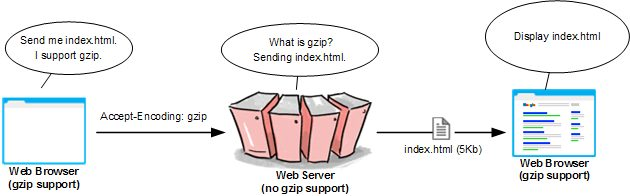 Send me index.html.
I support gzip.
What is gzip?
Sending index.html.
Display index.html
Accept-Encoding: gzip
index.html (5Kb)
Web Browser
(gzip support)
Web Server
(no gzip support)
Web Browser
(gzip support)